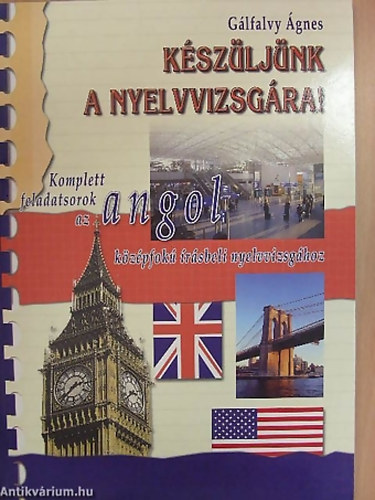 Gálfalvy Ágnes
KÉSZÜLJÜNK
A NYELVVIZSGÁRA!
Komplett
feladatsorok
az angol
középfokú írásbeli nyelvvizsgához
Antikvárium.hu